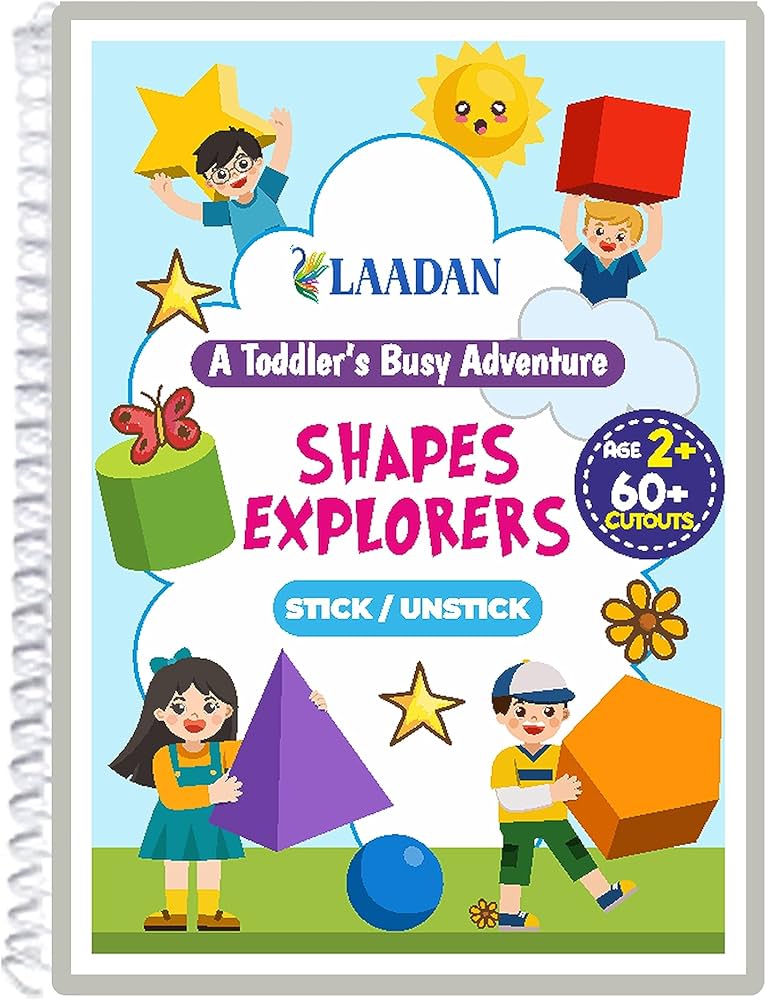 LAADAN
A Toddler's Busy Adventure
SHAPES
EXPLORERS
AGE 2+
60+
CUTOUTS
STICK / UNSTICK